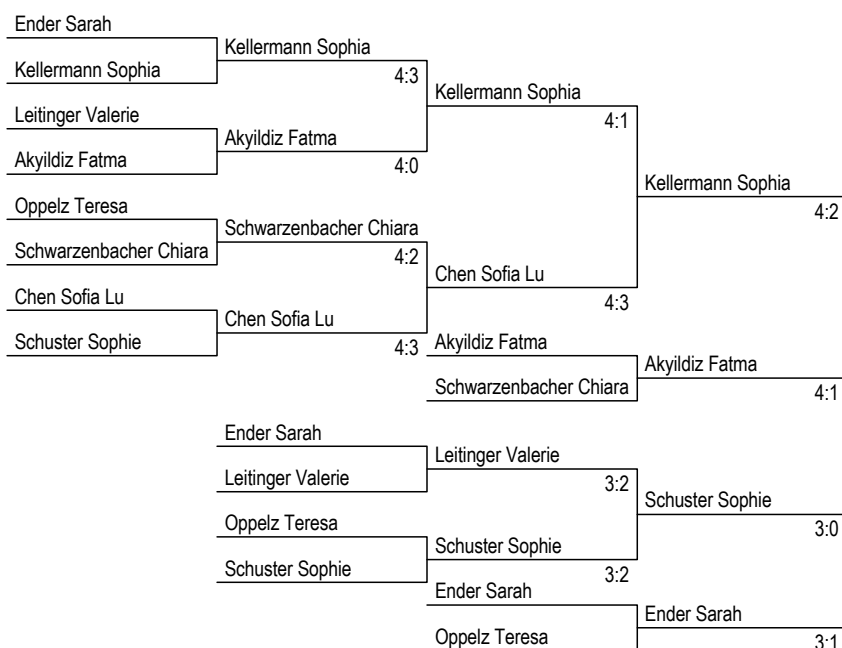 Ender Sarah
Kellermann Sophia
Kellermann Sophia
4:3
Kellermann Sophia
Leitinger Valerie
4:1
Akyildiz Fatma
Akyildiz Fatma
4:0
Kellermann Sophia
Oppelz Teresa
4:2
Schwarzenbacher Chiara
Schwarzenbacher Chiara
4:2
Chen Sofia Lu
Chen Sofia Lu
4:3
Chen Sofia Lu
Schuster Sophie
4:3
Akyildiz Fatma
Akyildiz Fatma
Schwarzenbacher Chiara
4:1
Ender Sarah
Leitinger Valerie
Leitinger Valerie
3:2
Schuster Sophie
Oppelz Teresa
3:0
Schuster Sophie
Schuster Sophie
3:2
Ender Sarah
Ender Sarah
Oppelz Teresa
3:1